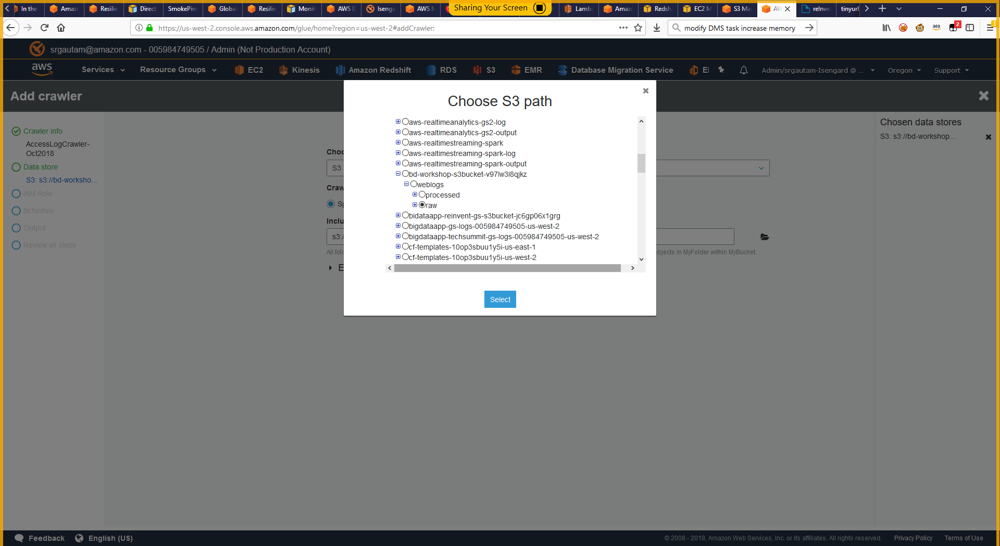 In the
Amazo
Resilie
Direct
SmokePin
Global
Resilie
Monit
AWS D
Isenga
AWS M
Sharing Your Screen
Lambd
Amazo
Redsh
EC2 M
S3 Ma
AW
reInve
tinyurl
https://us-west-2.console.aws.amazon.com/glue/home?region=us-west-2#addCrawler:
modify DMS task increase memory
aea
2
srgautam@amazon.com - 005984749505 / Admin (Not Production Account)
aws
Services
Resource Groups
EC2
Kinesis
Amazon Redshift
RDS
S3
EMR
Database Migration Service
El
Admin/srgautam-Isengard @ ...
Oregon
Support
Add crawler
Crawler info
AccessLogCrawler-
Oct2018
Data store
S3: s3://bd-worksho...
IAM Role
Schedule
Output
Review all steps
Choo
S3
Craw
Sp
Inclu
s3:/
All fold
bjects in MyFolder within MyBucket.
E
Choose S3 path
aws-realtimeanalytics-gs2-log
aws-realtimeanalytics-gs2-output
aws-realtimestreaming-spark
aws-realtimestreaming-spark-log
aws-realtimestreaming-spark-output
bd-workshop-s3bucket-v97lw3l8qjkz
weblogs
processed
raw
bidataapp-reinvent-gs-s3bucket-jc6gp06x1grg
bigdataapp-gs-logs-005984749505-us-west-2
bigdataapp-techsummit-gs-logs-005984749505-us-west-2
cf-templates-10op3sbuu1y5i-us-east-1
cf-templates-10op3sbuu1y5i-us-west-2
Select
Chosen data stores
S3: s3://bd-workshop...
Feedback
English (US)
© 2008 - 2018, Amazon Web Services, Inc. or its affiliates. All rights reserved.
Privacy Policy
Terms of Use